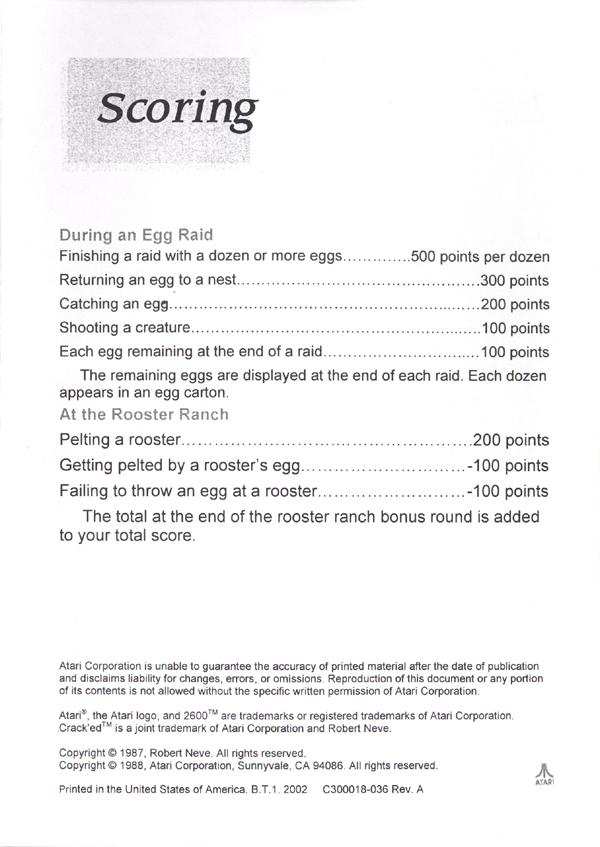 Scoring
During an Egg Raid
Finishing a raid with a dozen or more eggs..............500 points per dozen
Returning an egg to a nest..................................................300 points
Catching an egg................................................................200 points
Shooting a creature............................................................100 points
Each egg remaining at the end of a raid................................100 points
The remaining eggs are displayed at the end of each raid. Each dozen
appears in an egg carton.
At the Rooster Ranch
Pelting a rooster..................................................200 points
Getting pelted by a rooster's egg.............................-100 points
Failing to throw an egg at a rooster..........................-100 points
The total at the end of the rooster ranch bonus round is added
to your total score.
Atari Corporation is unable to guarantee the accuracy of printed material after the date of publication
and disclaims liability for changes, errors, or omissions. Reproduction of this document or any portion
of its contents is not allowed without the specific written permission of Atari Corporation.
Atari®, the Atari logo, and 2600™ are trademarks or registered trademarks of Atari Corporation.
Crack'ed™ is a joint trademark of Atari Corporation and Robert Neve.
Copyright © 1987, Robert Neve. All rights reserved.
Copyright © 1988, Atari Corporation, Sunnyvale, CA 94086. All rights reserved.
Printed in the United States of America. B.T.1. 2002 C300018-036 Rev. A
ATARI